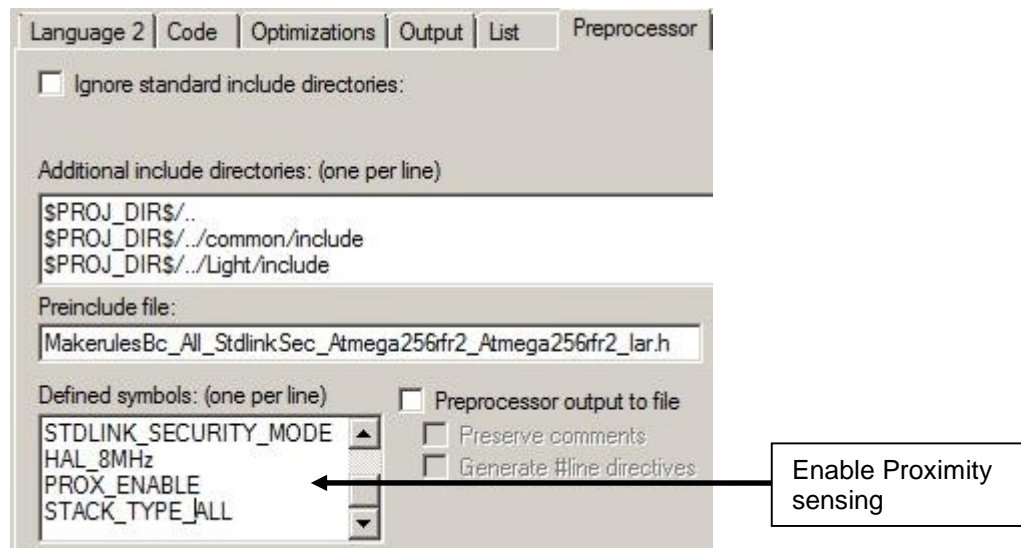 Language 2 Code Optimizations Output List Preprocessor
Ignore standard include directories:
Additional include directories: (one per line)
$PROJ_DIR$/..
$PROJ_DIR$/../common/include
$PROJ_DIR$/../Light/include
Preinclude file:
MakerulesBc_All_StdlinkSec_Atmega256rfr2_Atmega256rfr2_Iar.h
Defined symbols: (one per line)
Preprocessor output to file
STDLINK_SECURITY_MODE
Preserve comments
HAL_8MHz
Generate #line directives
PROX_ENABLE
STACK_TYPE_ALL
Enable Proximity
sensing